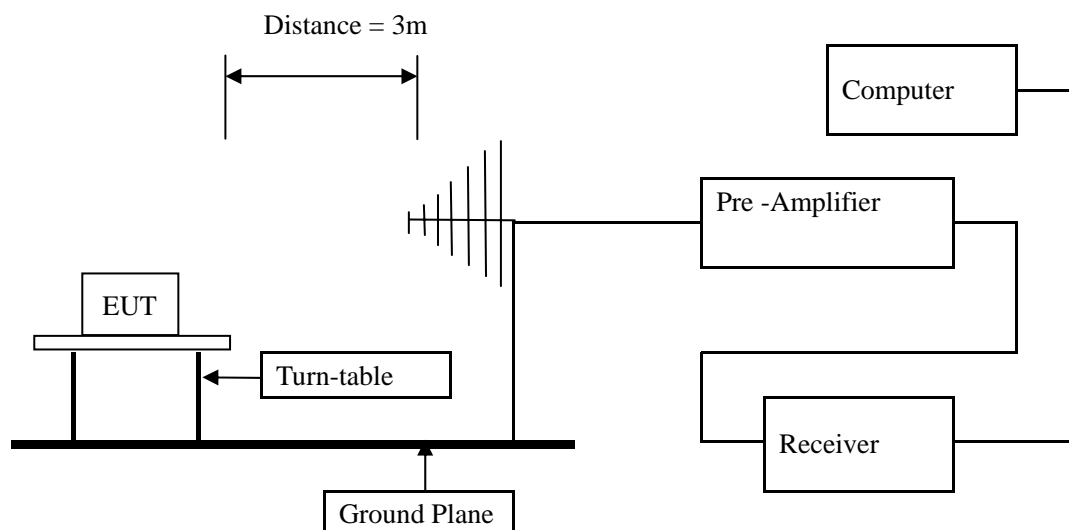 Distance = 3m
Computer
Pre -Amplifier
EUT
Turn-table
Receiver
Ground Plane